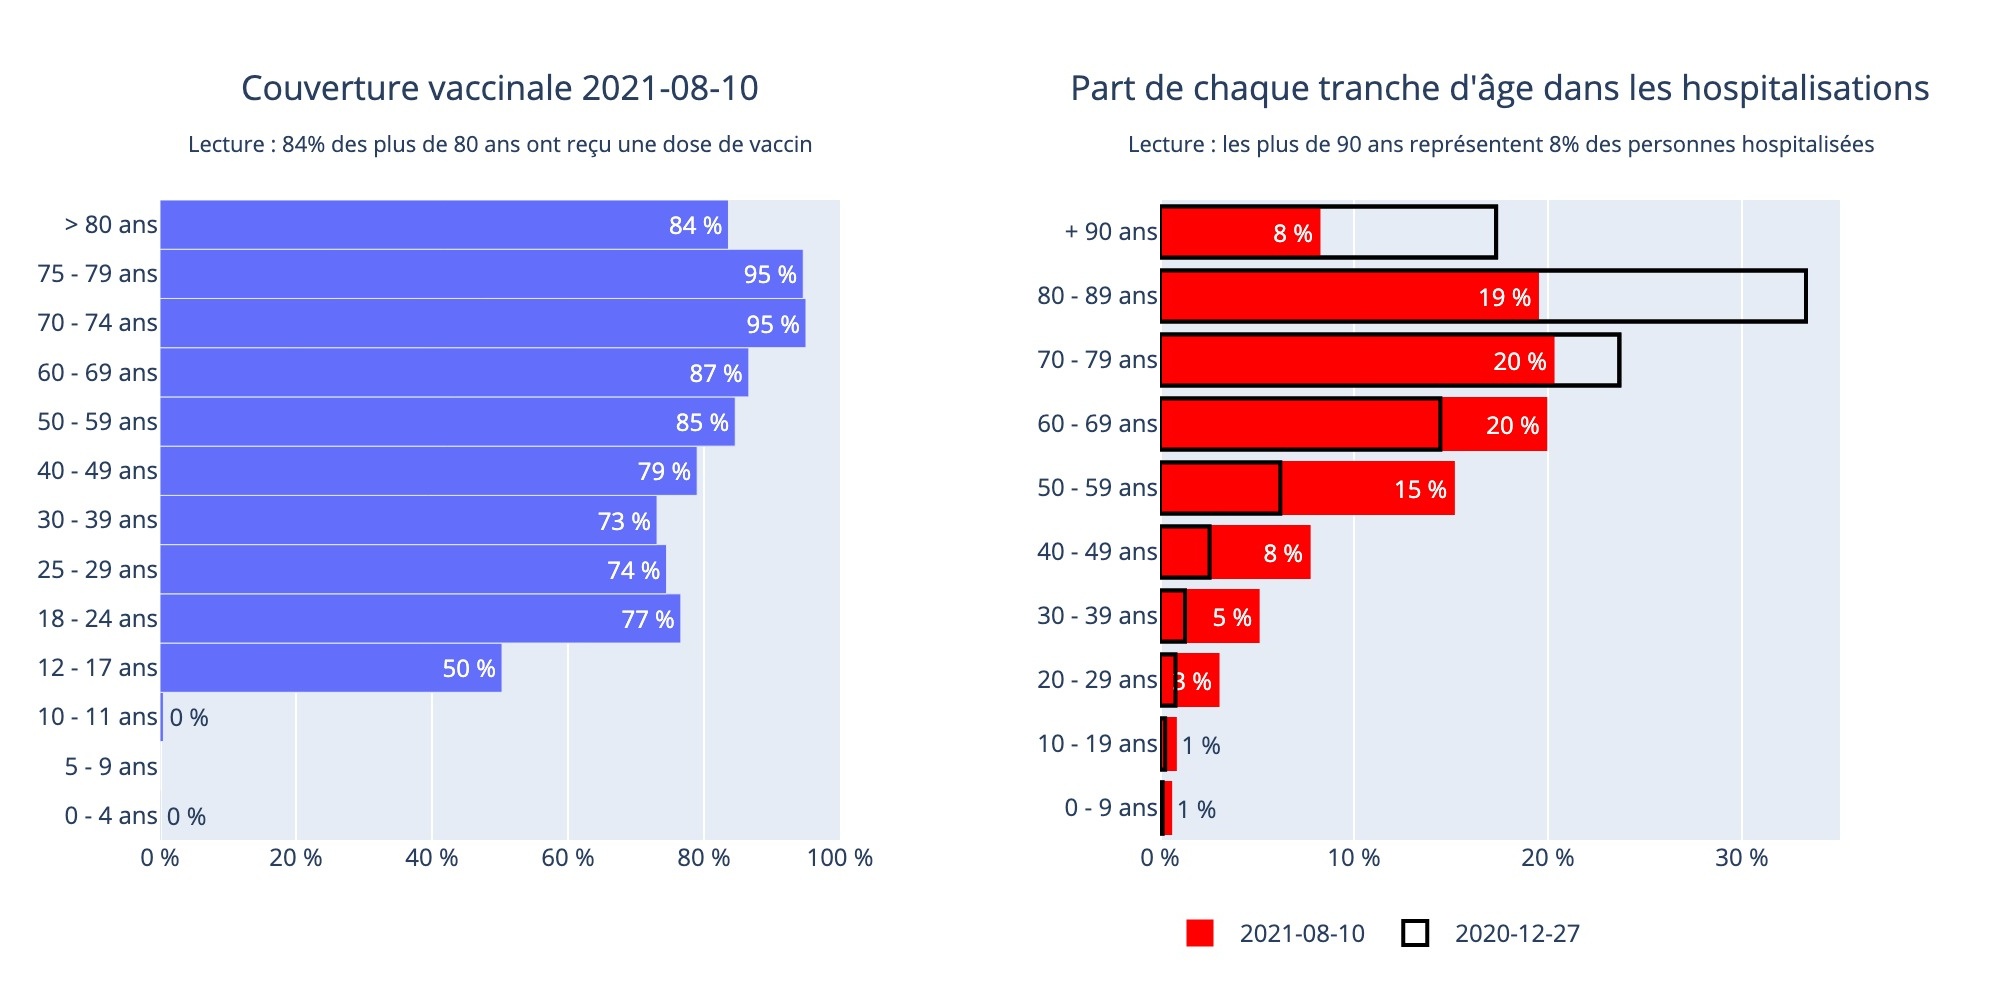 Couverture vaccinale 2021-08-10
Lecture : 84% des plus de 80 ans ont reçu une dose de vaccin
> 80 ans 84 %
75 - 79 ans 95 %
70 - 74 ans 95 %
60 - 69 ans 87 %
50 - 59 ans 85 %
40 - 49 ans 79 %
30 - 39 ans 73 %
25 - 29 ans 74 %
18 - 24 ans 77 %
12 - 17 ans 50 %
10 - 11 ans 0 %
5 - 9 ans
0 - 4 ans 0 %
0 % 20 % 40 % 60 % 80 % 100 %
Part de chaque tranche d'âge dans les hospitalisations
Lecture : les plus de 90 ans représentent 8% des personnes hospitalisées
+ 90 ans 8 %
80 - 89 ans 19 %
70 - 79 ans 20 %
60 - 69 ans 20 %
50 - 59 ans 15 %
40 - 49 ans 8 %
30 - 39 ans 5 %
20 - 29 ans 3 %
10 - 19 ans 1 %
0 - 9 ans 1 %
0 % 10 % 20 % 30 %
2021-08-10 2020-12-27